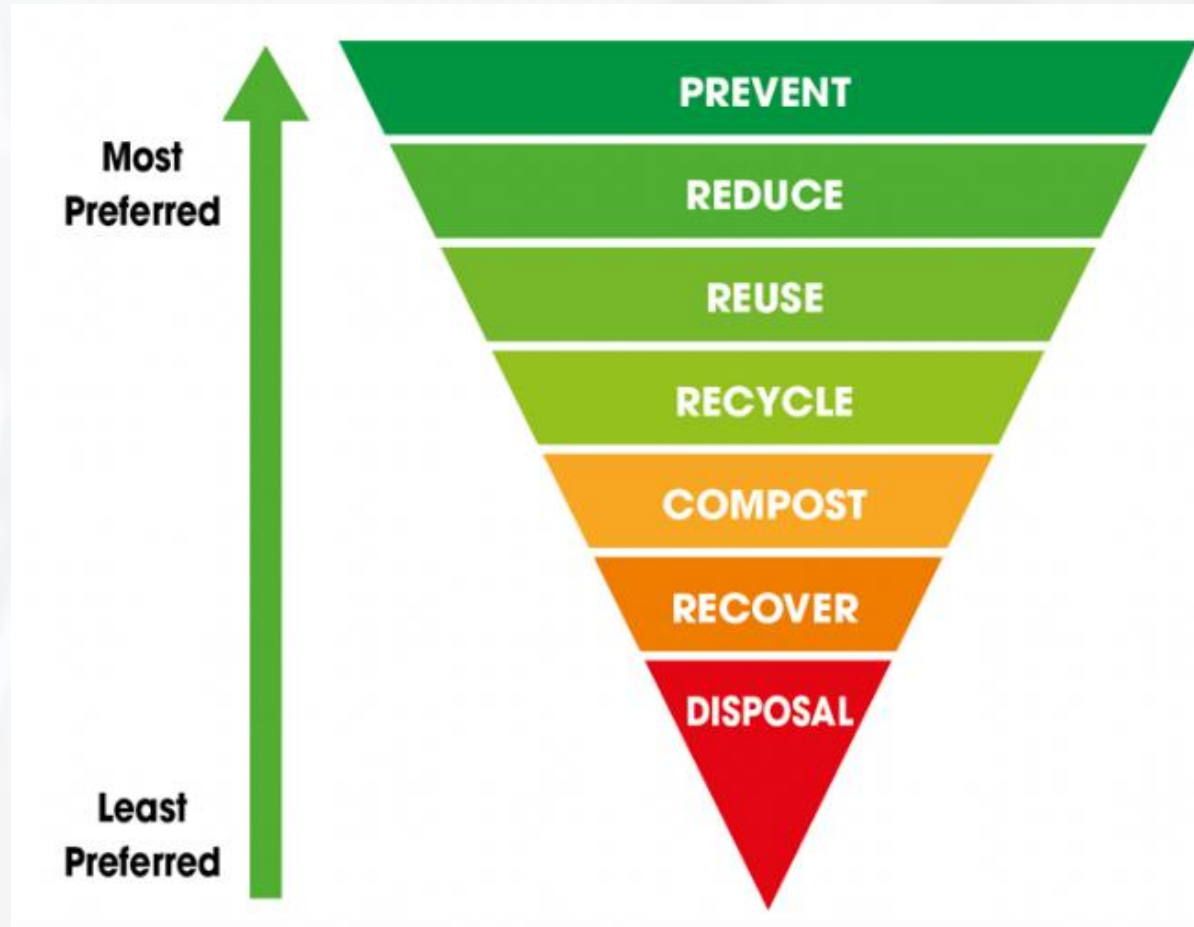 Most
Preferred
PREVENT
REDUCE
REUSE
RECYCLE
COMPOST
RECOVER
DISPOSAL
Least
Preferred